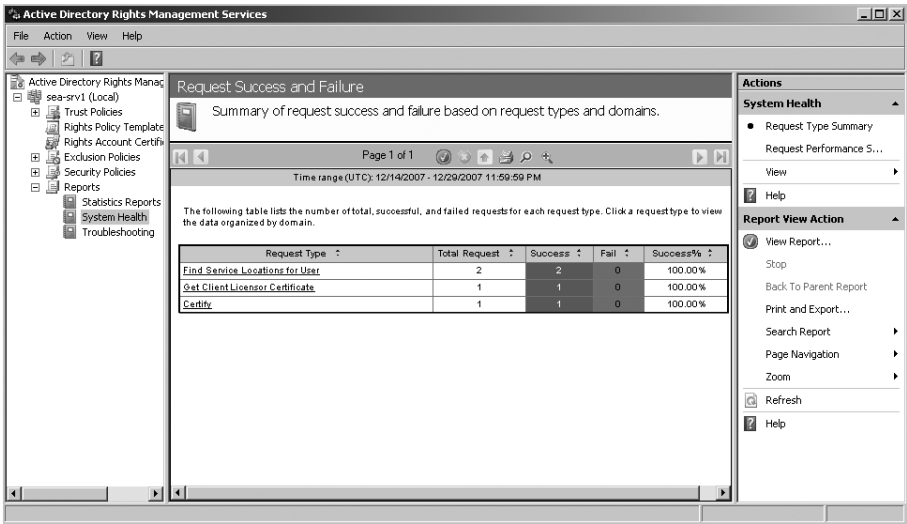 Active Directory Rights Management Services
File Action View Help
Active Directory Rights Manag
sea-srv1 (Local)
Trust Policies
Rights Policy Template
Rights Account Certifi
Exclusion Policies
Security Policies
Reports
Statistics Reports
System Health
Troubleshooting
Request Success and Failure
Summary of request success and failure based on request types and domains.
Page 1 of 1
Time range (UTC): 12/14/2007 - 12/29/2007 11:59:59 PM
The following table lists the number of total, successful, and failed requests for each request type. Click a request type to view
the data organized by domain.
Request Type Total Request Success Fail Success%
Find Service Locations for User 2 2 0 100.00%
Get Client Licensor Certificate 1 1 0 100.00%
Certify 1 1 0 100.00%
Actions
System Health
Request Type Summary
Request Performance S...
View
Help
Report View Action
View Report...
Stop
Back To Parent Report
Print and Export...
Search Report
Page Navigation
Zoom
Refresh
Help